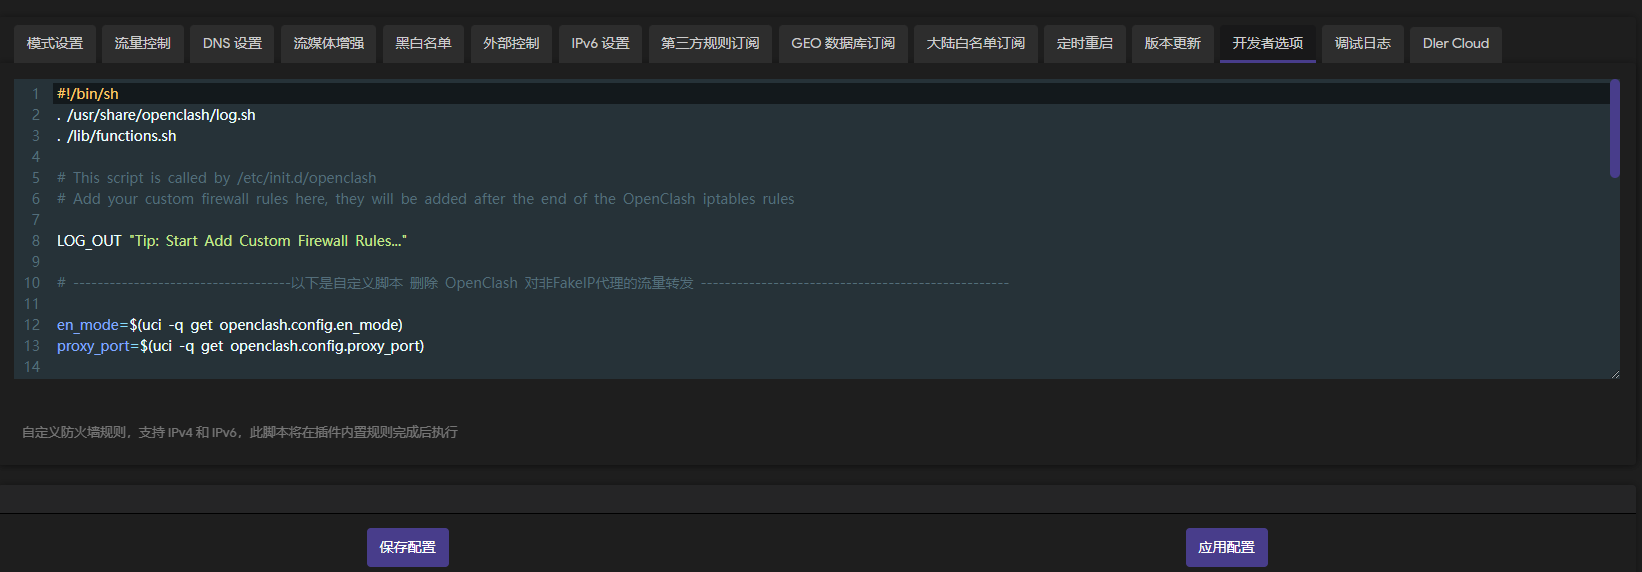 模式设置 流量控制 DNS 设置 流媒体增强 黑白名单 外部控制 IPv6 设置 第三方规则订阅 GEO 数据库订阅 大陆白名单订阅 定时重启 版本更新 开发者选项 调试日志 Dler Cloud
1 #!/bin/sh
2 . /usr/share/openclash/log.sh
3 . /lib/functions.sh
4
5 # This script is called by /etc/init.d/openclash
6 # Add your custom firewall rules here, they will be added after the end of the OpenClash iptables rules
7
8 LOG_OUT "Tip: Start Add Custom Firewall Rules..."
9
10 # ------------------------------------以下是自定义脚本 删除 OpenClash 对非FakeIP代理的流量转发 ---------------------------------------------------
11
12 en_mode=$(uci -q get openclash.config.en_mode)
13 proxy_port=$(uci -q get openclash.config.proxy_port)
14
自定义防火墙规则，支持 IPv4 和 IPv6，此脚本将在插件内置规则完成后执行
保存配置 应用配置